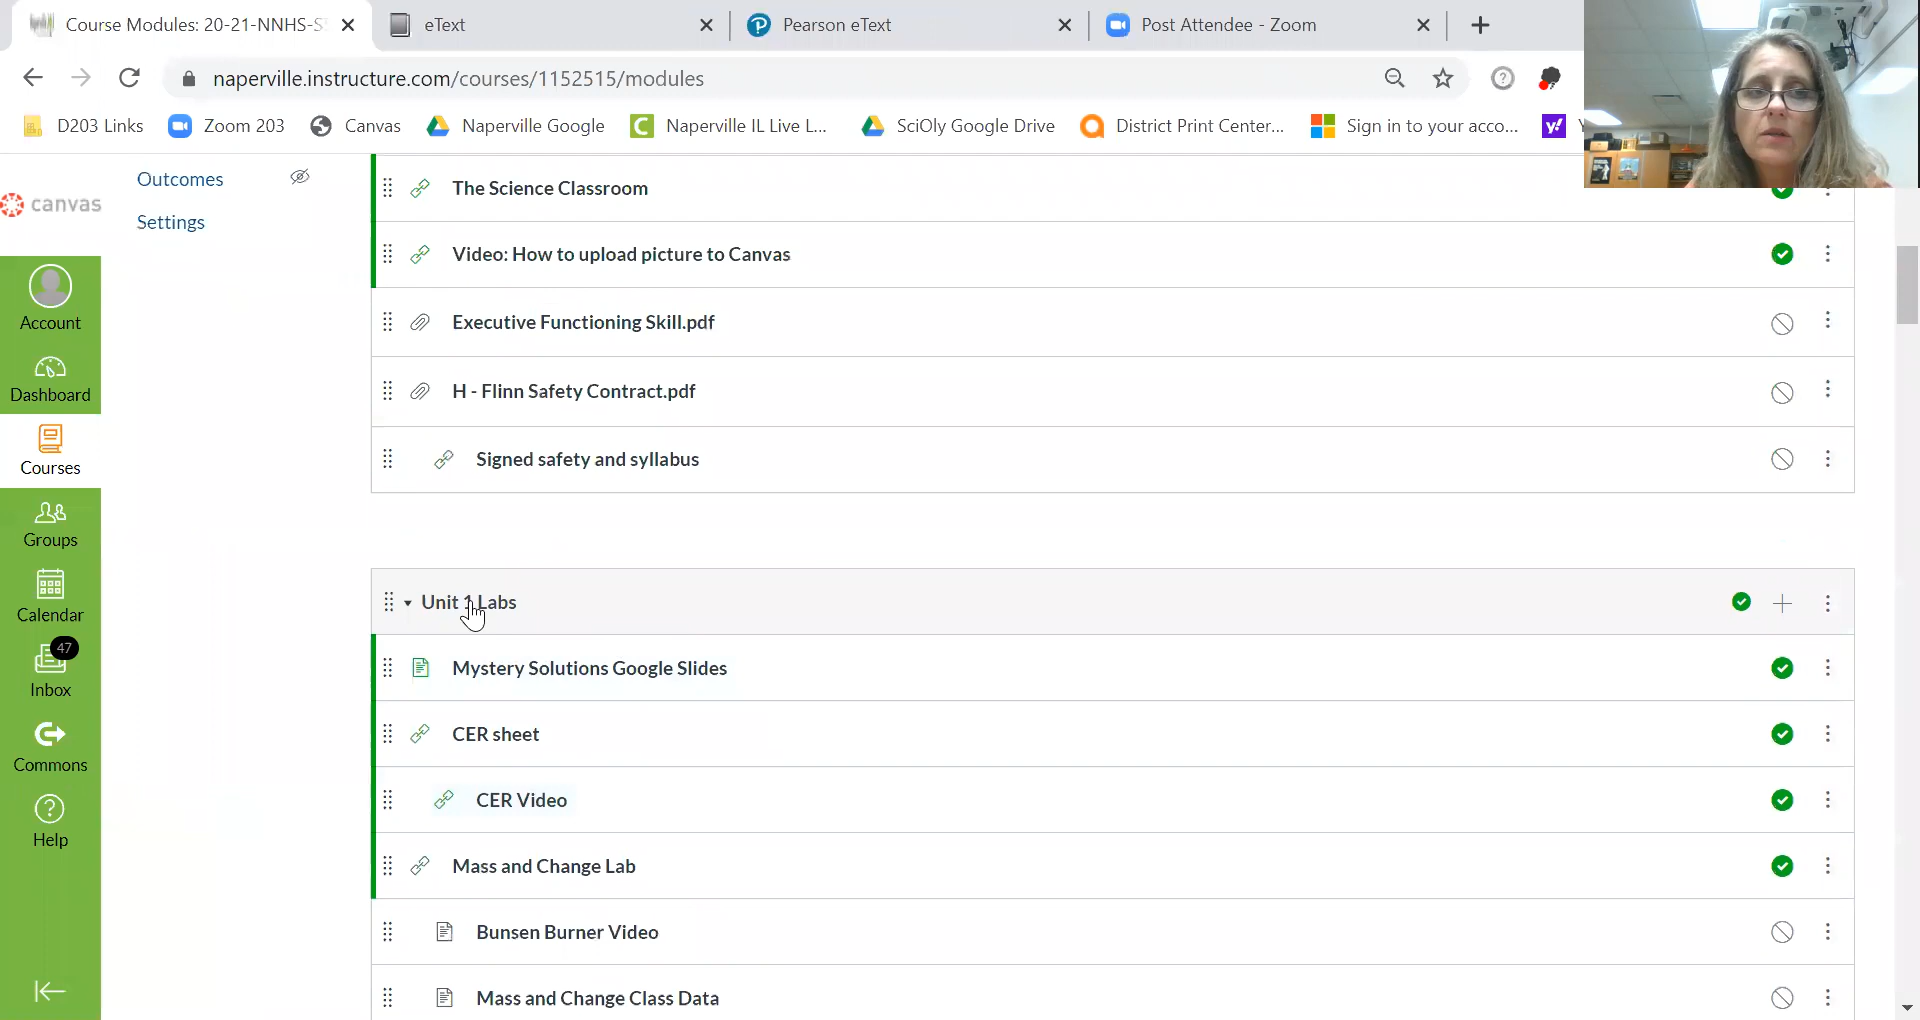 Course Modules: 20-21-NNHS-S
eText
Pearson eText
Post Attendee - Zoom
naperville.instructure.com/courses/1152515/modules
D203 Links
Zoom 203
Canvas
Naperville Google
Naperville IL Live L...
SciOly Google Drive
District Print Center...
Sign in to your acco...
canvas
Outcomes
Settings
Account
Dashboard
Courses
Groups
Calendar
47
Inbox
Commons
Help
The Science Classroom
Video: How to upload picture to Canvas
Executive Functioning Skill.pdf
H - Flinn Safety Contract.pdf
Signed safety and syllabus
Unit 1 Labs
Mystery Solutions Google Slides
CER sheet
CER Video
Mass and Change Lab
Bunsen Burner Video
Mass and Change Class Data